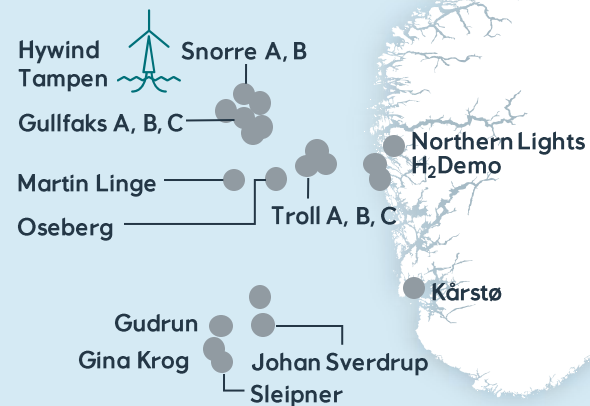 Hywind
Tampen
Snorre A, B
Gullfaks A, B, C
Northern Lights
H₂Demo
Martin Linge
Troll A, B, C
Oseberg
Kårstø
Gudrun
Gina Krog
Johan Sverdrup
Sleipner